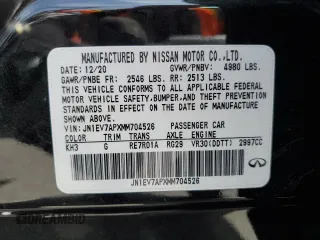 MANUFACTURED BY NISSAN MOTOR CO.,LTD.
12/20 GVWR/PNBV: 4980 LBS.
GAWR/PNBE FR: 2546 LBS. RR: 2513 LBS.
THIS VEHICLE CONFORMS TO ALL APPLICABLE FEDERAL
MOTOR VEHICLE SAFETY,BUMPER, AND THEFT PREVENTION
STANDARDS IN EFFECT ON THE DATE OF MANUFACTURE
SHOWN ABOVE.
VIN: JN1EV7APXMM704526 PASSENGER CAR
COLOR TRIM TRANS AXLE ENGINE
KH3 G RE7R01A RG29 VR30(DDTT) 2997CC
JN1EV7APXMM704526
INFINITI
© CLEARAMID.COM